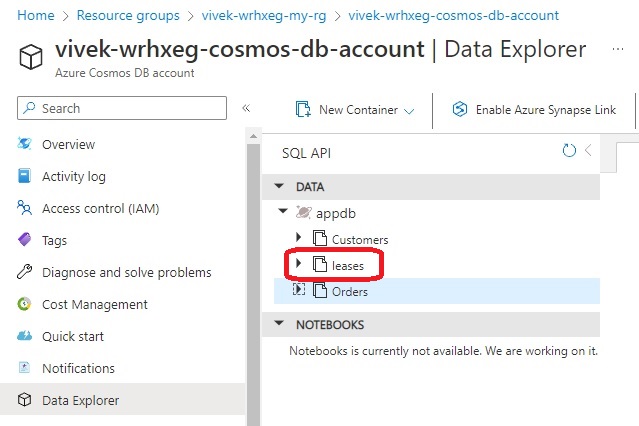 Home > Resource groups > vivek-wrhxeg-my-rg > vivek-wrhxeg-cosmos-db-account
vivek-wrhxeg-cosmos-db-account | Data Explorer ...
Azure Cosmos DB account
Search «
New Container
Enable Azure Synapse Link
Overview
Activity log
Access control (IAM)
Tags
Diagnose and solve problems
Cost Management
Quick start
Notifications
Data Explorer
SQL API
DATA
appdb
Customers
leases
Orders
NOTEBOOKS
Notebooks is currently not available. We are working on it.